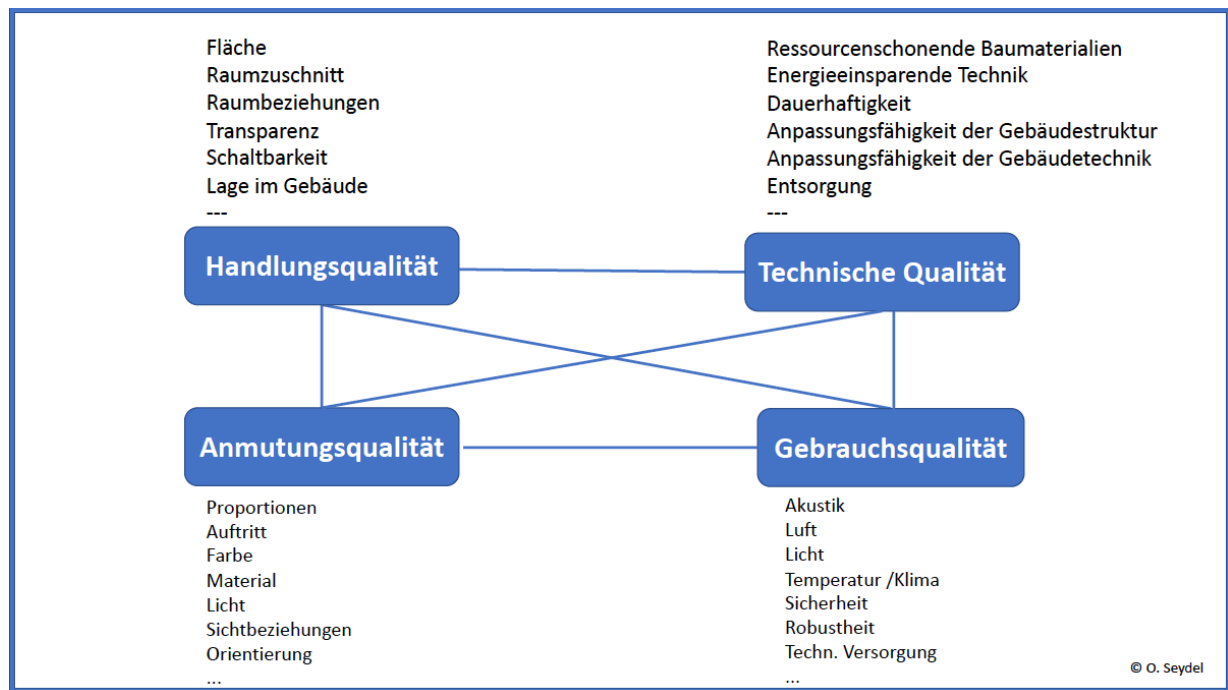 Fläche
Raumzuschnitt
Raumbeziehungen
Transparenz
Schaltbarkeit
Lage im Gebäude
---
Handlungsqualität
Ressourcenschonende Baumaterialien
Energieeinsparende Technik
Dauerhaftigkeit
Anpassungsfähigkeit der Gebäudestruktur
Anpassungsfähigkeit der Gebäudetechnik
Entsorgung
---
Technische Qualität
Anmutungsqualität
Proportionen
Auftritt
Farbe
Material
Licht
Sichtbeziehungen
Orientierung
...
Gebrauchsqualität
Akustik
Luft
Licht
Temperatur /Klima
Sicherheit
Robustheit
Techn. Versorgung
...
© O. Seydel